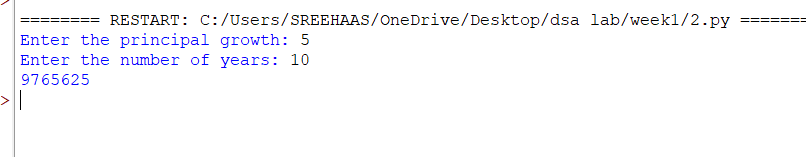 ======== RESTART: C:/Users/SREEHAAS/OneDrive/Desktop/dsa lab/week1/2.py =======
Enter the principal growth: 5
Enter the number of years: 10
9765625
>